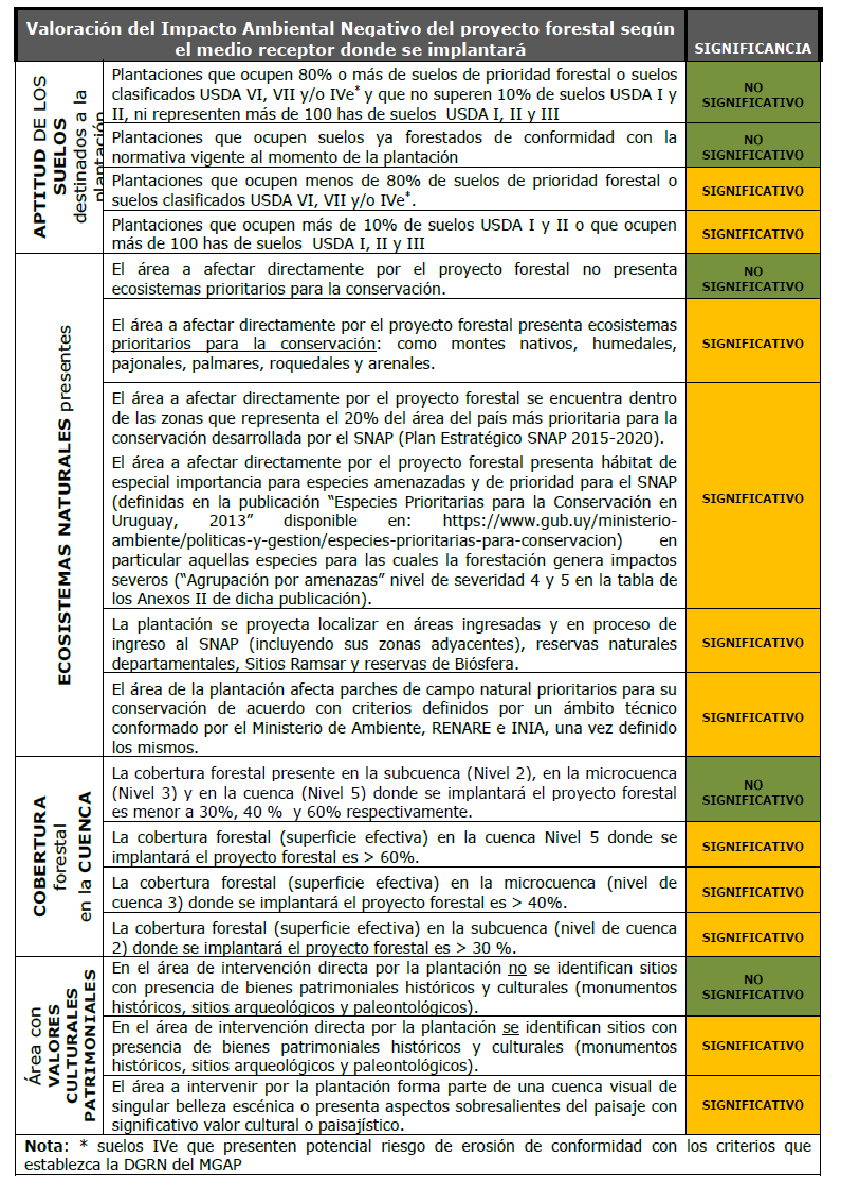 Valoración del Impacto Ambiental Negativo del proyecto forestal según
el medio receptor donde se implantará
SIGNIFICANCIA
APTITUD DE LOS
SUELOS
destinados a la
plantación
Plantaciones que ocupen 80% o más de suelos de prioridad forestal o suelos
clasificados USDA VI, VII y/o IVe* y que no superen 10% de suelos USDA I y
II, ni representen más de 100 has de suelos USDA I, II y III
NO
SIGNIFICATIVO
Plantaciones que ocupen suelos ya forestados de conformidad con la
normativa vigente al momento de la plantación
NO
SIGNIFICATIVO
Plantaciones que ocupen menos de 80% de suelos de prioridad forestal o
suelos clasificados USDA VI, VII y/o IVe*.
SIGNIFICATIVO
Plantaciones que ocupen más de 10% de suelos USDA I y II o que ocupen
más de 100 has de suelos USDA I, II y III
SIGNIFICATIVO
ECOSISTEMAS NATURALES presentes
El área a afectar directamente por el proyecto forestal no presenta
ecosistemas prioritarios para la conservación.
NO
SIGNIFICATIVO
El área a afectar directamente por el proyecto forestal presenta ecosistemas
prioritarios para la conservación: como montes nativos, humedales,
pajonales, palmares, roquedales y arenales.
SIGNIFICATIVO
El área a afectar directamente por el proyecto forestal se encuentra dentro
de las zonas que representa el 20% del área del país más prioritaria para la
conservación desarrollada por el SNAP (Plan Estratégico SNAP 2015-2020).
El área a afectar directamente por el proyecto forestal presenta hábitat de
especial importancia para especies amenazadas y de prioridad para el SNAP
(definidas en la publicación "Especies Prioritarias para la Conservación en
Uruguay, 2013" disponible en: https://www.gub.uy/ministerio-
ambiente/politicas-y-gestion/especies-prioritarias-para-conservacion) en
particular aquellas especies para las cuales la forestación genera impactos
severos ("Agrupación por amenazas" nivel de severidad 4 y 5 en la tabla de
los Anexos II de dicha publicación).
SIGNIFICATIVO
La plantación se proyecta localizar en áreas ingresadas y en proceso de
ingreso al SNAP (incluyendo sus zonas adyacentes), reservas naturales
departamentales, Sitios Ramsar y reservas de Biósfera.
SIGNIFICATIVO
El área de la plantación afecta parches de campo natural prioritarios para su
conservación de acuerdo con criterios definidos por un ámbito técnico
conformado por el Ministerio de Ambiente, RENARE e INIA, una vez definido
los mismos.
SIGNIFICATIVO
COBERTURA
forestal
en la CUENCA
La cobertura forestal presente en la subcuenca (Nivel 2), en la microcuenca
(Nivel 3) y en la cuenca (Nivel 5) donde se implantará el proyecto forestal
es menor a 30%, 40 % y 60% respectivamente.
NO
SIGNIFICATIVO
La cobertura forestal (superficie efectiva) en la cuenca Nivel 5 donde se
implantará el proyecto forestal es > 60%.
SIGNIFICATIVO
La cobertura forestal (superficie efectiva) en la microcuenca (nivel de
cuenca 3) donde se implantará el proyecto forestal es > 40%.
SIGNIFICATIVO
La cobertura forestal (superficie efectiva) en la subcuenca (nivel de cuenca
2) donde se implantará el proyecto forestal es > 30 %.
SIGNIFICATIVO
Área con
VALORES
CULTURALES
PATRIMONIALES
En el área de intervención directa por la plantación no se identifican sitios
con presencia de bienes patrimoniales históricos y culturales (monumentos
históricos, sitios arqueológicos y paleontológicos).
NO
SIGNIFICATIVO
En el área de intervención directa por la plantación se identifican sitios con
presencia de bienes patrimoniales históricos y culturales (monumentos
históricos, sitios arqueológicos y paleontológicos).
SIGNIFICATIVO
El área a intervenir por la plantación forma parte de una cuenca visual de
singular belleza escénica o presenta aspectos sobresalientes del paisaje con
significativo valor cultural o paisajístico.
SIGNIFICATIVO
Nota: * suelos IVe que presenten potencial riesgo de erosión de conformidad con los criterios que
establezca la DGRN del MGAP